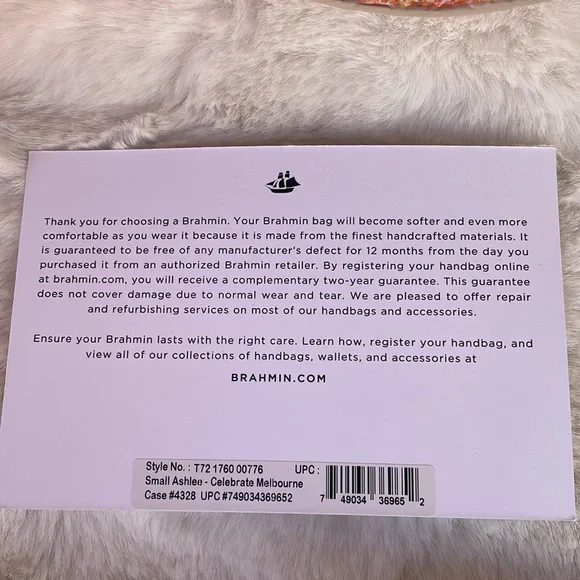 Thank you for choosing a Brahmin. Your Brahmin bag will become softer and even more
comfortable as you wear it because it is made from the finest handcrafted materials. It
is guaranteed to be free of any manufacturer's defect for 12 months from the day you
purchased it from an authorized Brahmin retailer. By registering your handbag online
at brahmin.com, you will receive a complementary two-year guarantee. This guarantee
does not cover damage due to normal wear and tear. We are pleased to offer repair
and refurbishing services on most of our handbags and accessories.
Ensure your Brahmin lasts with the right care. Learn how, register your handbag, and
view all of our collections of handbags, wallets, and accessories at
BRAHMIN.COM
Style No. : T72 1760 00776 UPC :
Small Ashlee - Celebrate Melbourne
Case #4328 UPC #749034369652
7 49034 36965 2